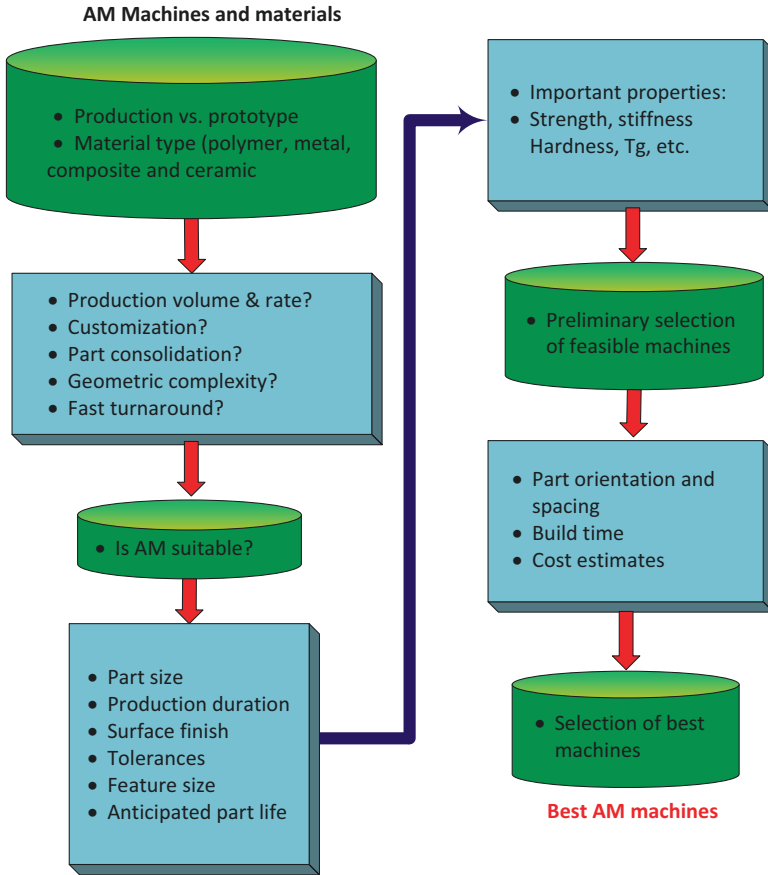 AM Machines and materials
• Production vs. prototype
• Material type (polymer, metal,
composite and ceramic
• Production volume & rate?
• Customization?
• Part consolidation?
• Geometric complexity?
• Fast turnaround?
• Is AM suitable?
• Part size
• Production duration
• Surface finish
• Tolerances
• Feature size
• Anticipated part life
• Important properties:
• Strength, stiffness
Hardness, Tg, etc.
• Preliminary selection
of feasible machines
• Part orientation and
spacing
• Build time
• Cost estimates
• Selection of best
machines
Best AM machines